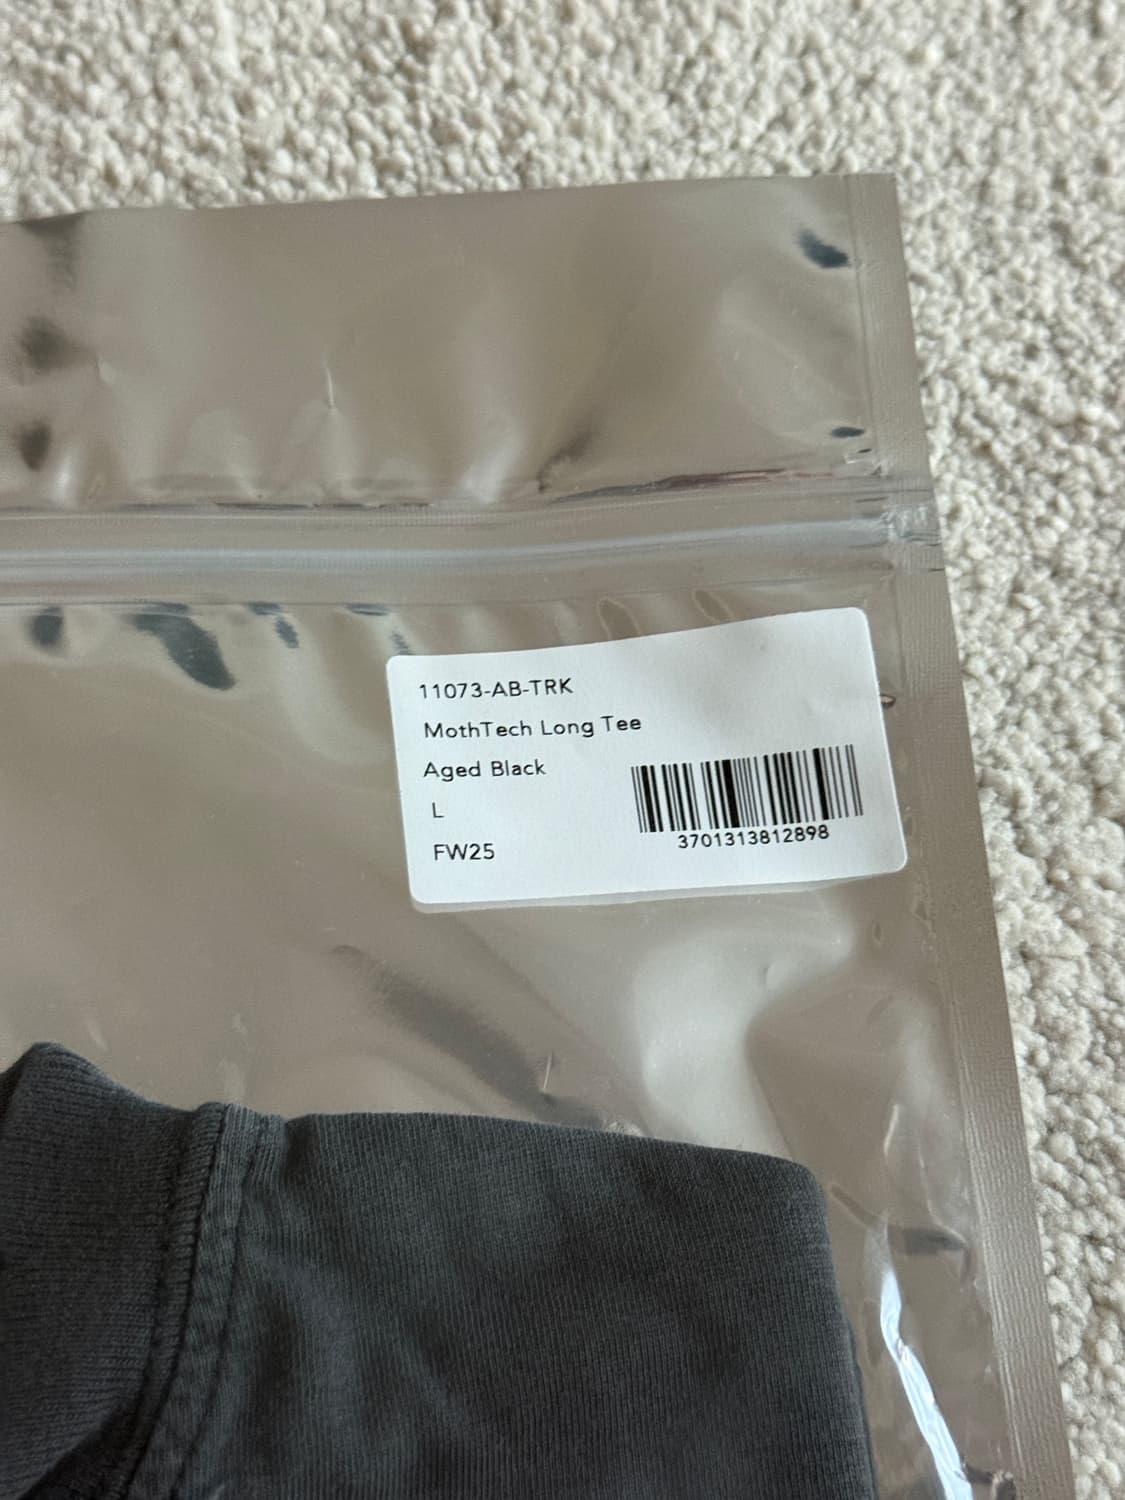 11073-AB-TRK
MothTech Long Tee
Aged Black
L
FW25
3701313812898